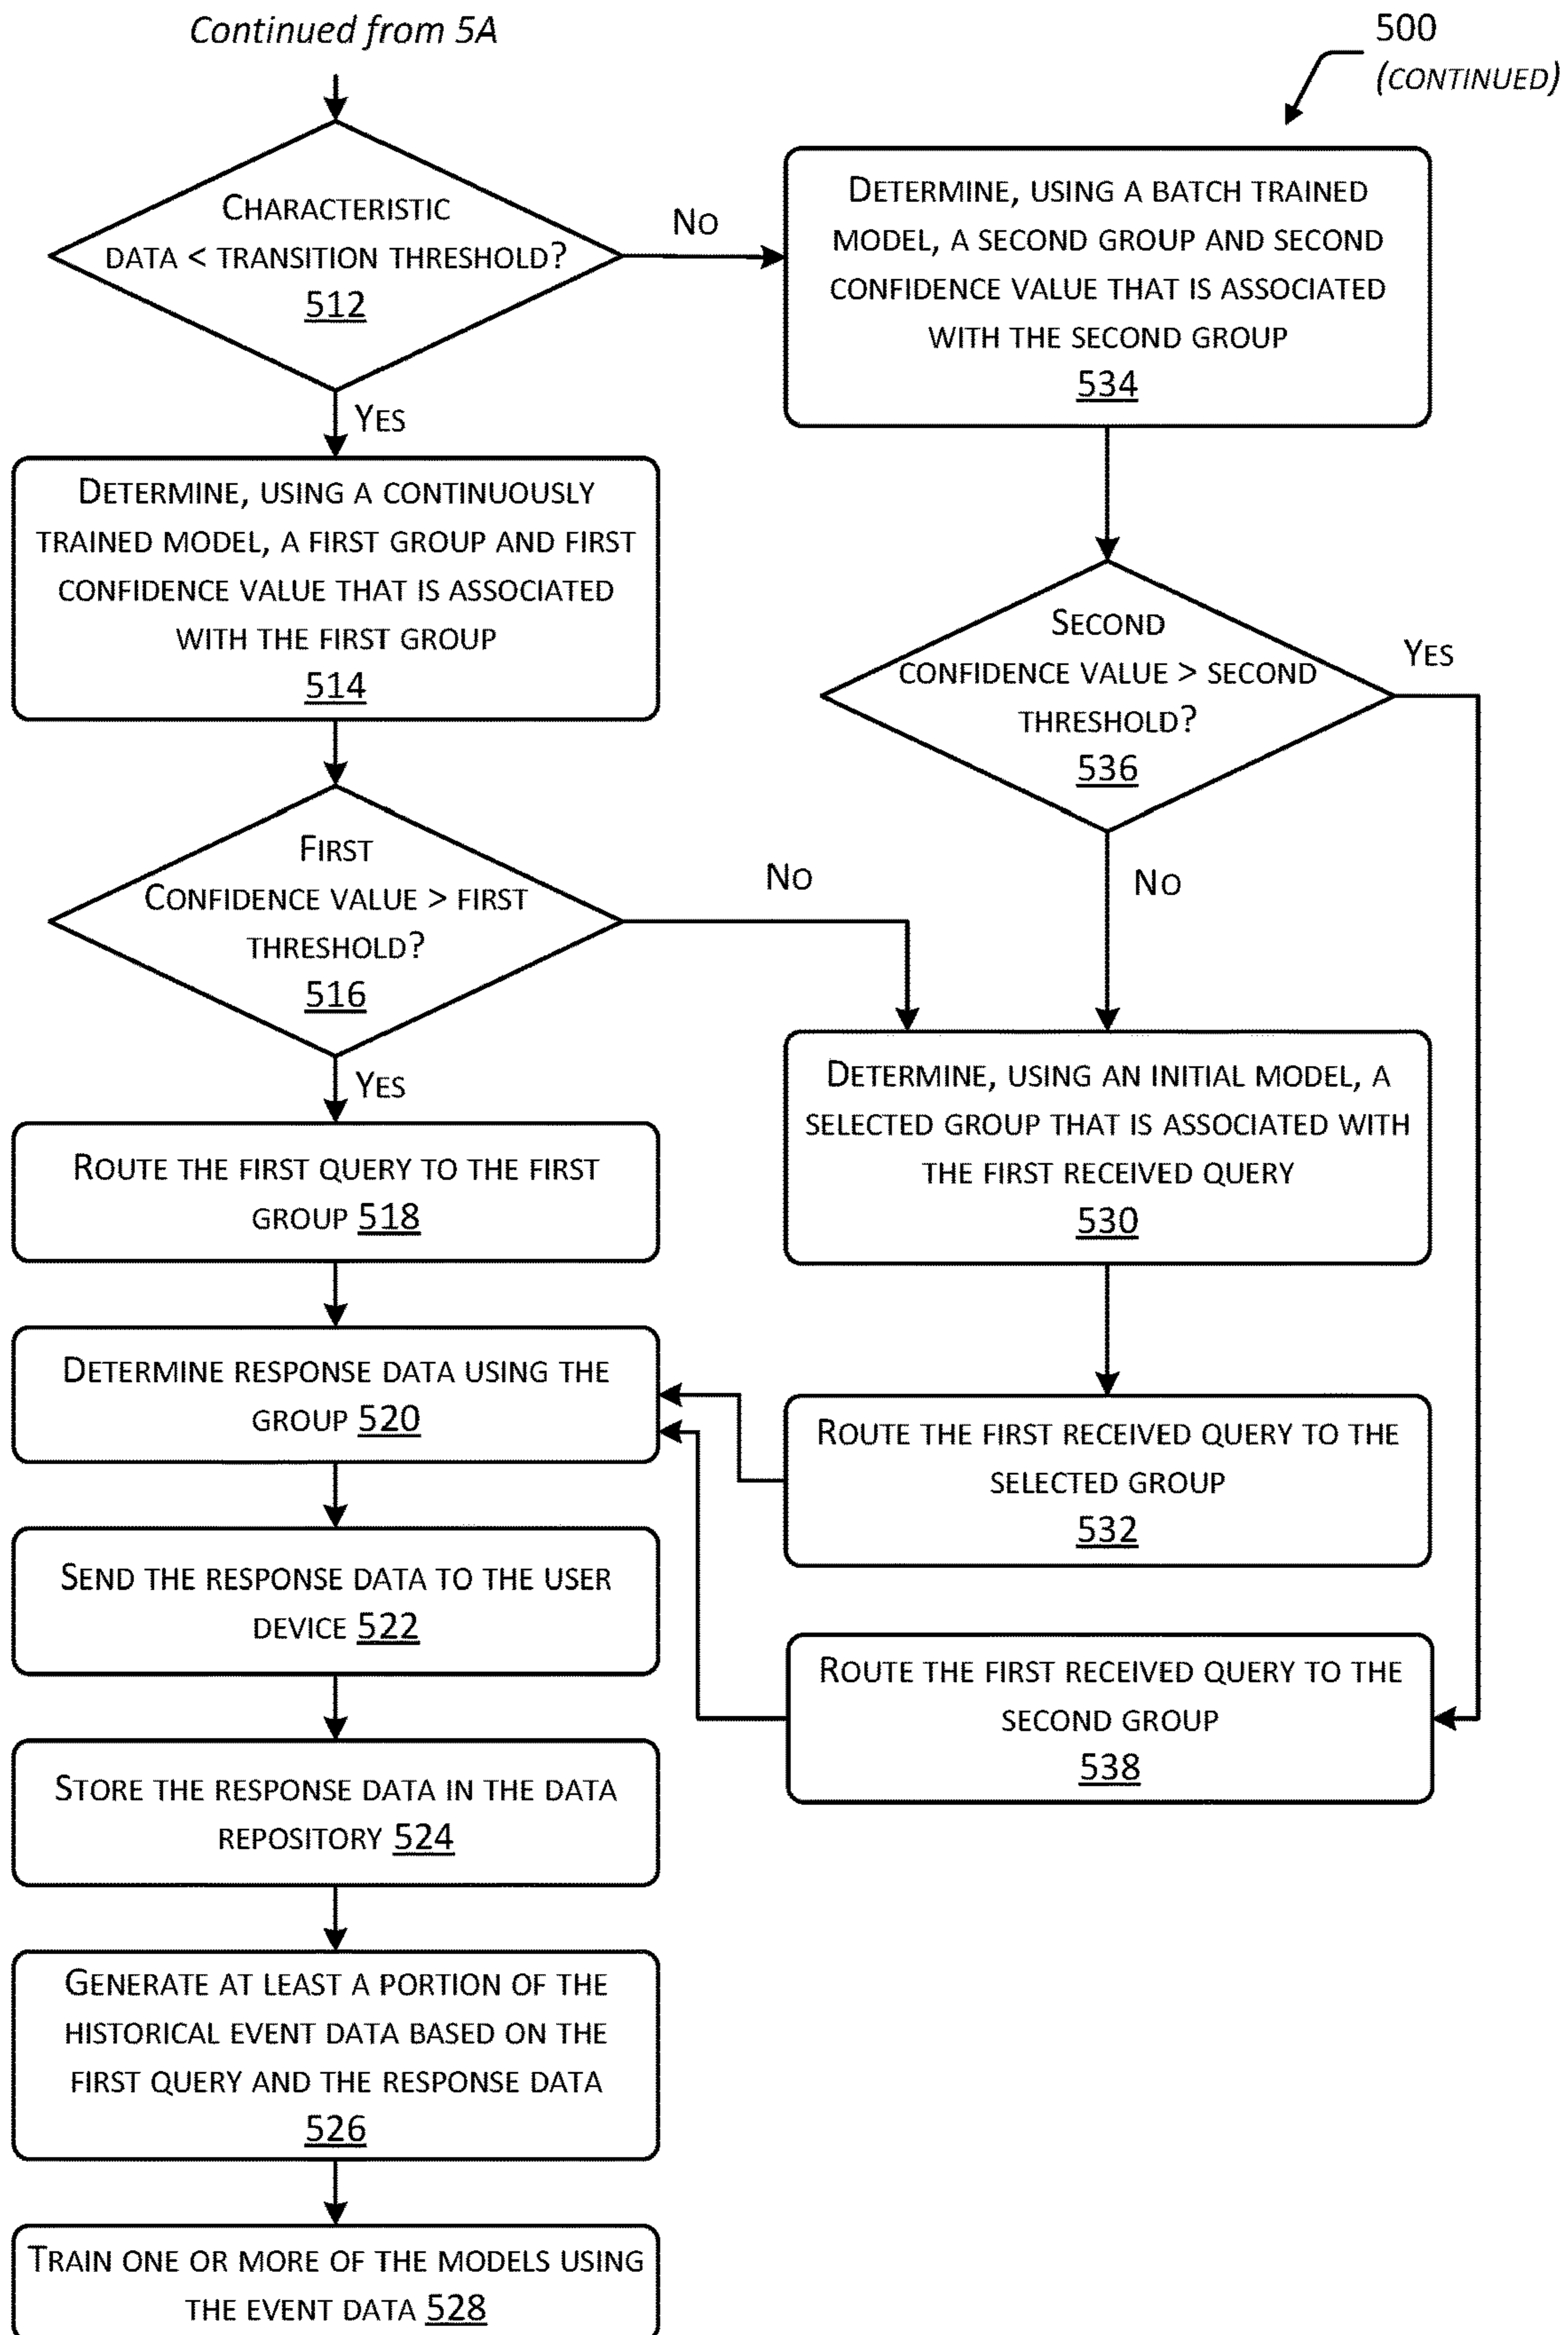 Continued from 5A
500
(CONTINUED)
CHARACTERISTIC
DATA < TRANSITION THRESHOLD?
512
NO
YES
DETERMINE, USING A BATCH TRAINED
MODEL, A SECOND GROUP AND SECOND
CONFIDENCE VALUE THAT IS ASSOCIATED
WITH THE SECOND GROUP
534
DETERMINE, USING A CONTINUOUSLY
TRAINED MODEL, A FIRST GROUP AND FIRST
CONFIDENCE VALUE THAT IS ASSOCIATED
WITH THE FIRST GROUP
514
SECOND
CONFIDENCE VALUE > SECOND
THRESHOLD?
536
YES
NO
FIRST
CONFIDENCE VALUE > FIRST
THRESHOLD?
516
NO
YES
DETERMINE, USING AN INITIAL MODEL, A
SELECTED GROUP THAT IS ASSOCIATED WITH
THE FIRST RECEIVED QUERY
530
ROUTE THE FIRST QUERY TO THE FIRST
GROUP 518
DETERMINE RESPONSE DATA USING THE
GROUP 520
ROUTE THE FIRST RECEIVED QUERY TO THE
SELECTED GROUP
532
SEND THE RESPONSE DATA TO THE USER
DEVICE 522
ROUTE THE FIRST RECEIVED QUERY TO THE
SECOND GROUP
538
STORE THE RESPONSE DATA IN THE DATA
REPOSITORY 524
GENERATE AT LEAST A PORTION OF THE
HISTORICAL EVENT DATA BASED ON THE
FIRST QUERY AND THE RESPONSE DATA
526
TRAIN ONE OR MORE OF THE MODELS USING
THE EVENT DATA 528